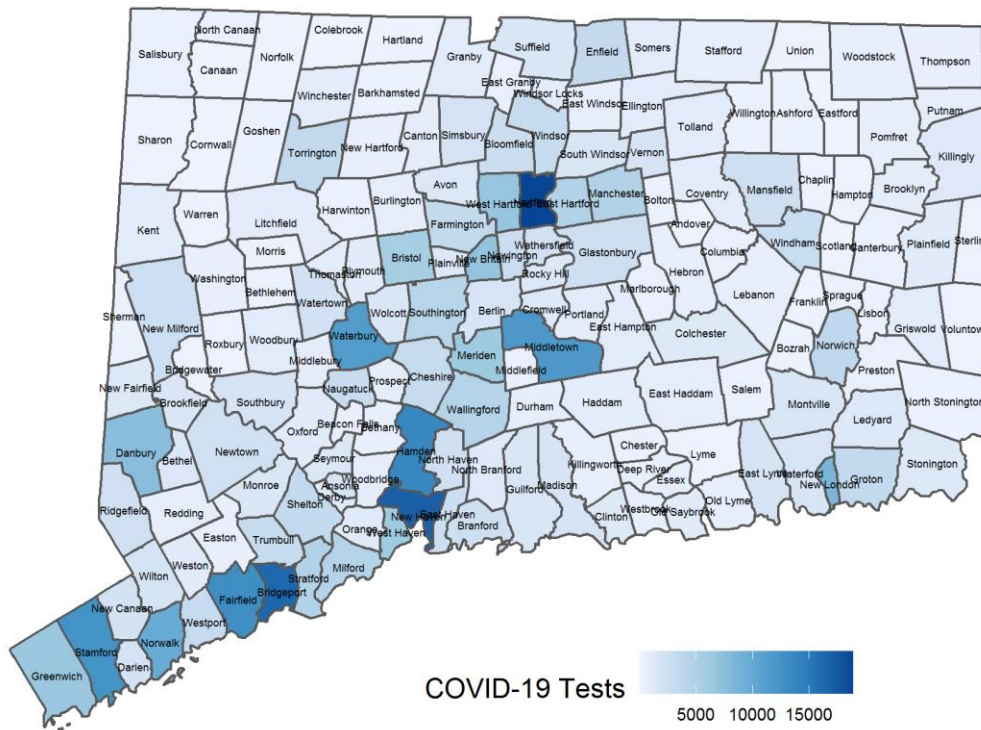 North Canaan
Colebrook
Hartland
Suffield
Enfield
Somers
Stafford
Union
Woodstock
Thompson
Salisbury
Canaan
Norfolk
Granby
East Granby
Windsor Locks
Winchester
Barkhamsted
East Windsor
Ellington
Willington
Ashford
Eastford
Putnam
Sharon
Cornwall
Goshen
Torrington
New Hartford
Canton
Simsbury
Bloomfield
Windsor
South Windsor
Vernon
Tolland
Pomfret
Killingly
Kent
Warren
Litchfield
Harwinton
Burlington
Avon
West Hartford
East Hartford
Manchester
Bolton
Coventry
Mansfield
Chaplin
Hampton
Brooklyn
Morris
Farmington
Wethersfield
Glastonbury
Andover
Columbia
Windham
Scotland
Canterbury
Plainfield
Sterling
Washington
Bethlehem
Thomaston
Plymouth
Bristol
Plainville
New Britain
Newington
Rocky Hill
Hebron
Marlborough
Lebanon
Franklin
Sprague
Lisbon
Griswold
Voluntown
Sherman
New Milford
Roxbury
Woodbury
Watertown
Wolcott
Southington
Berlin
Cromwell
Portland
East Hampton
Colchester
Bozrah
Norwich
Preston
Bridgewater
Waterbury
Middlebury
Meriden
Middletown
Middlefield
New Fairfield
Brookfield
Southbury
Naugatuck
Prospect
Cheshire
Wallingford
Durham
Haddam
East Haddam
Salem
Montville
Ledyard
North Stonington
Danbury
Bethel
Newtown
Oxford
Beacon Falls
Bethany
Hamden
North Haven
Seymour
Woodbridge
Ansonia
Derby
Monroe
Shelton
North Branford
Guilford
Madison
Killingworth
Chester
Deep River
Essex
Lyme
East Lyme
Waterford
New London
Groton
Stonington
Ridgefield
Redding
Easton
Trumbull
Orange
New Haven
East Haven
West Haven
Branford
Clinton
Westbrook
Old Saybrook
Old Lyme
Wilton
Weston
Stratford
Milford
New Canaan
Westport
Fairfield
Bridgeport
Greenwich
Stamford
Darien
Norwalk
COVID-19 Tests
5000 10000 15000